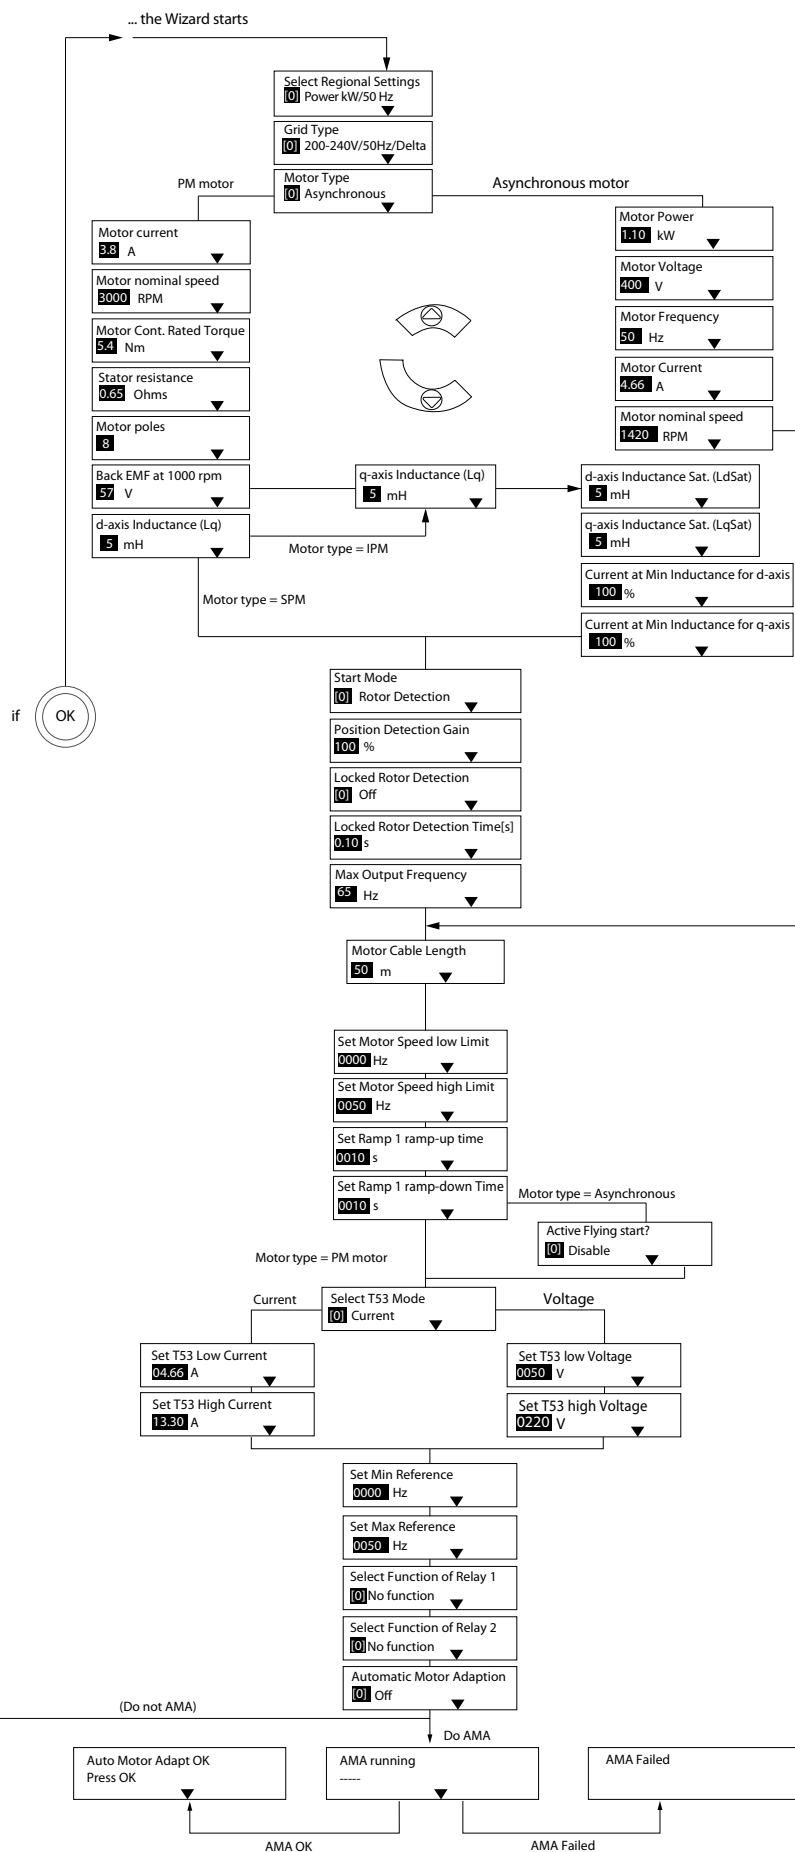 ... the Wizard starts
Select Regional Settings
[0] Power kW/50 Hz
Grid Type
[0] 200-240V/50Hz/Delta
Motor Type
[0] Asynchronous
PM motor
Asynchronous motor
Motor current
3.8 A
Motor nominal speed
3000 RPM
Motor Cont. Rated Torque
5.4 Nm
Stator resistance
0.65 Ohms
Motor poles
8
Back EMF at 1000 rpm
57 V
d-axis Inductance (Lq)
5 mH
Motor Power
1.10 kW
Motor Voltage
400 V
Motor Frequency
50 Hz
Motor Current
4.66 A
Motor nominal speed
1420 RPM
q-axis Inductance (Lq)
5 mH
Motor type = IPM
Motor type = SPM
d-axis Inductance Sat. (LdSat)
5 mH
q-axis Inductance Sat. (LqSat)
5 mH
Current at Min Inductance for d-axis
100 %
Current at Min Inductance for q-axis
100 %
if
OK
Start Mode
[0] Rotor Detection
Position Detection Gain
100 %
Locked Rotor Detection
[0] Off
Locked Rotor Detection Time[s]
0.10 s
Max Output Frequency
65 Hz
Motor Cable Length
50 m
Set Motor Speed low Limit
0000 Hz
Set Motor Speed high Limit
0050 Hz
Set Ramp 1 ramp-up time
0010 s
Set Ramp 1 ramp-down Time
0010 s
Motor type = Asynchronous
Active Flying start?
[0] Disable
Motor type = PM motor
Select T53 Mode
[0] Current
Current
Voltage
Set T53 Low Current
04.66 A
Set T53 High Current
13.30 A
Set T53 low Voltage
0050 V
Set T53 high Voltage
0220 V
Set Min Reference
0000 Hz
Set Max Reference
0050 Hz
Select Function of Relay 1
[0] No function
Select Function of Relay 2
[0] No function
Automatic Motor Adaption
[0] Off
(Do not AMA)
Do AMA
Auto Motor Adapt OK
Press OK
AMA running
-----
AMA Failed
AMA OK
AMA Failed